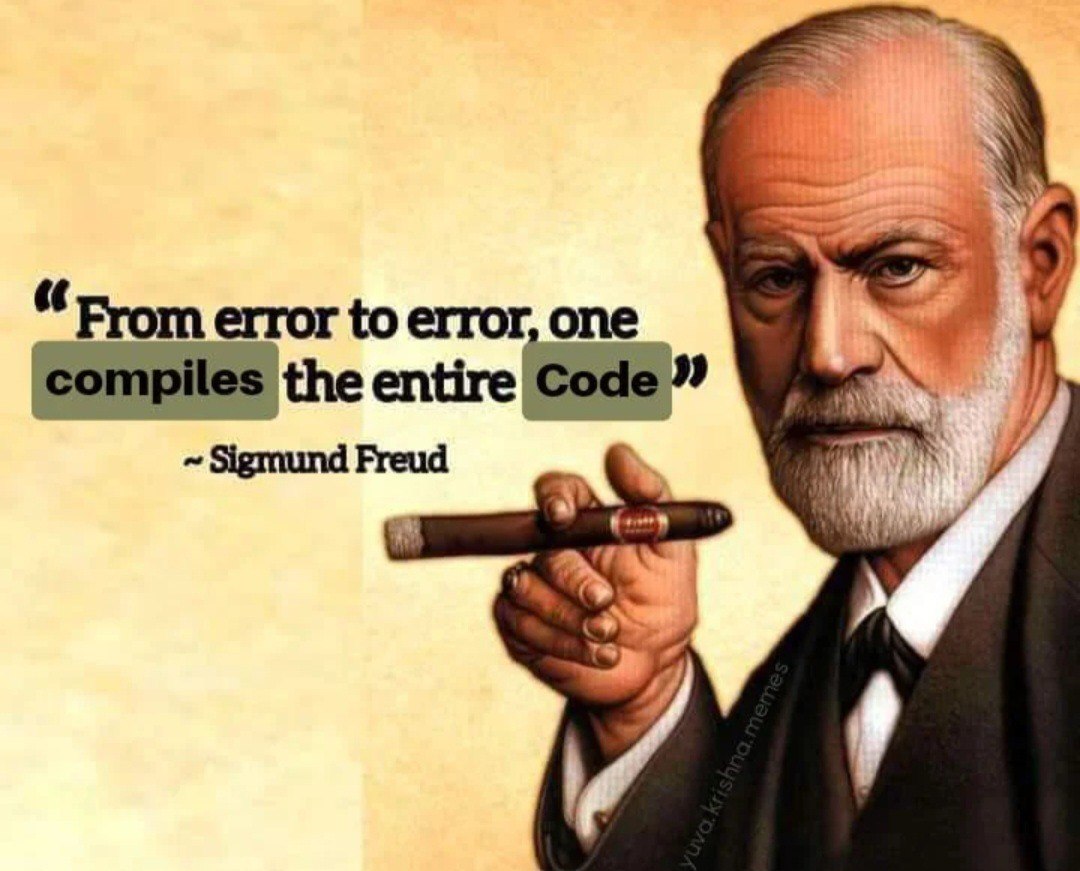 “From error to error, one
compiles the entire Code”
~ Sigmund Freud
yuva.krishna.memes